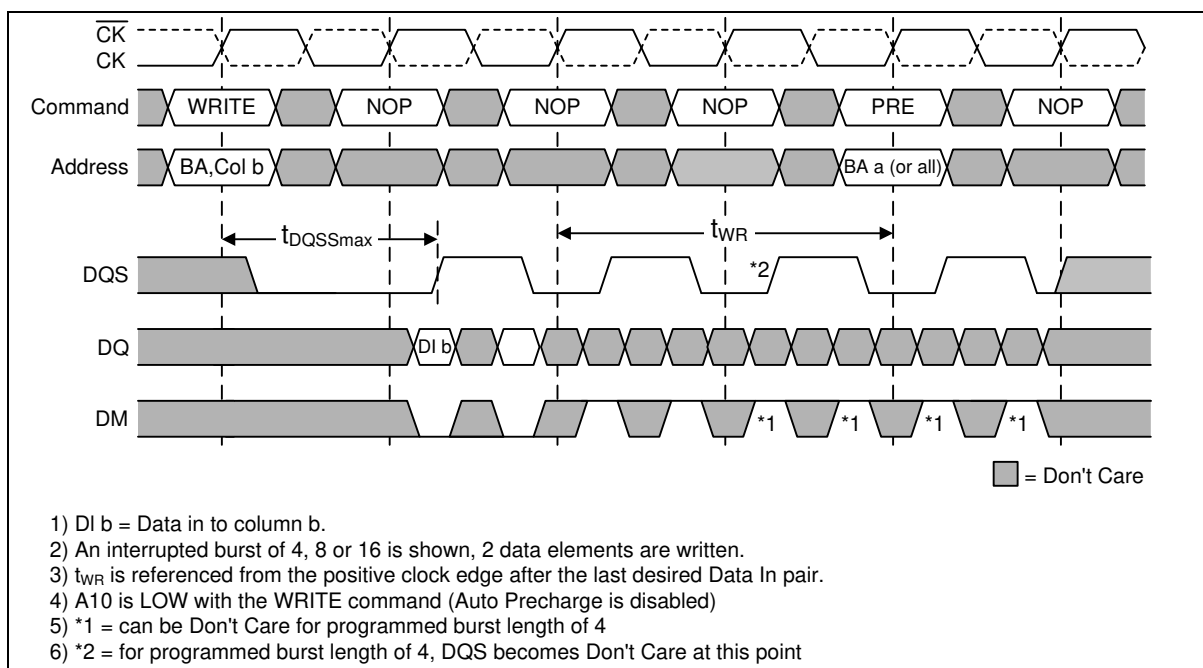 CK
CK
Command WRITE NOP NOP NOP PRE NOP
Address BA,Col b BA a (or all)
tDQSSmax tWR
DQS *2
DQ DI b
DM *1 *1 *1 *1
= Don't Care
1) DI b = Data in to column b.
2) An interrupted burst of 4, 8 or 16 is shown, 2 data elements are written.
3) tWR is referenced from the positive clock edge after the last desired Data In pair.
4) A10 is LOW with the WRITE command (Auto Precharge is disabled)
5) *1 = can be Don't Care for programmed burst length of 4
6) *2 = for programmed burst length of 4, DQS becomes Don't Care at this point